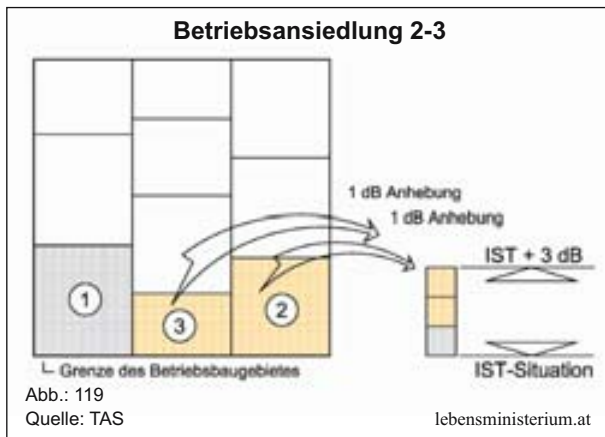 Betriebsansiedlung 2-3
1 dB Anhebung
1 dB Anhebung
IST + 3 dB
1
3
2
Grenze des Betriebsbaugebietes
IST-Situation
Abb.: 119
Quelle: TAS
lebensministerium.at